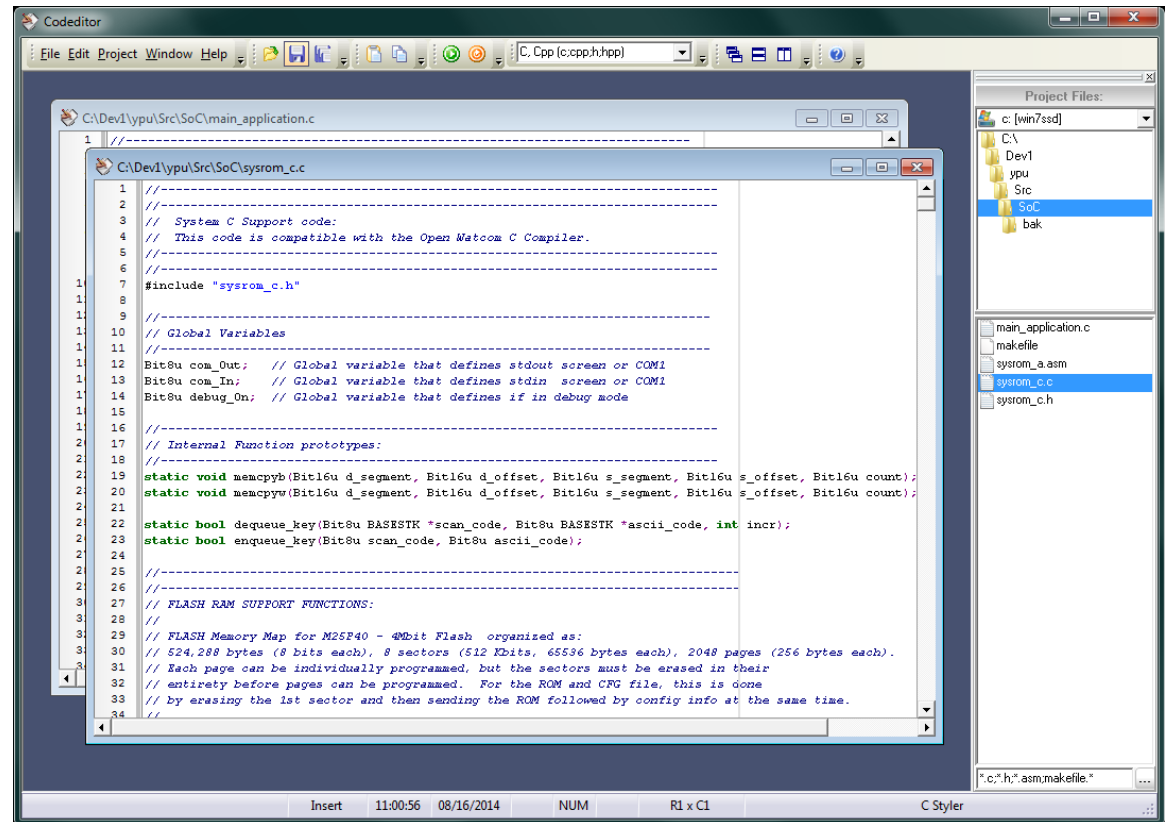 Codeditor
File Edit Project Window Help C, Cpp (c;cpp;h;hpp)
C:\Dev1\ypu\Src\SoC\main_application.c
1 //---------------------------------------------------------------------------
C:\Dev1\ypu\Src\SoC\sysrom_c.c
1 //---------------------------------------------------------------------------
2 //---------------------------------------------------------------------------
3 //  System C Support code:
4 //  This code is compatible with the Open Watcom C Compiler.
5 //---------------------------------------------------------------------------
6 //---------------------------------------------------------------------------
7 #include "sysrom_c.h"
8
9 //--------------------------------------------------------------------------
10 // Global Variables
11 //--------------------------------------------------------------------------
12 Bit8u com_Out;   // Global variable that defines stdout screen or COM1
13 Bit8u com_In;    // Global variable that defines stdin  screen or COM1
14 Bit8u debug_On;  // Global variable that defines if in debug mode
15
16 //---------------------------------------------------------------------------
17 // Internal Function prototypes:
18 //---------------------------------------------------------------------------
19 static void memcpyb(Bit16u d_segment, Bit16u d_offset, Bit16u s_segment, Bit16u s_offset, Bit16u count);
20 static void memcpyw(Bit16u d_segment, Bit16u d_offset, Bit16u s_segment, Bit16u s_offset, Bit16u count);
21
22 static bool dequeue_key(Bit8u BASESTK *scan_code, Bit8u BASESTK *ascii_code, int incr);
23 static bool enqueue_key(Bit8u scan_code, Bit8u ascii_code);
24
25 //------------------------------------------------------------------------------
26 //------------------------------------------------------------------------------
27 // FLASH RAM SUPPORT FUNCTIONS:
28 //
29 // FLASH Memory Map for M25P40 - 4Mbit Flash  organized as:
30 // 524,288 bytes (8 bits each), 8 sectors (512 Kbits, 65536 bytes each), 2048 pages (256 bytes each).
31 // Each page can be individually programmed, but the sectors must be erased in their
32 // entirety before pages can be programmed.  For the ROM and CFG file, this is done
33 // by erasing the 1st sector and then sending the ROM followed by config info at the same time.
34 //
Project Files:
c: [win7ssd]
C:\
Dev1
ypu
Src
SoC
bak
main_application.c
makefile
sysrom_a.asm
sysrom_c.c
sysrom_c.h
*.c;*.h;*.asm;makefile.* ...
Insert 11:00:56 08/16/2014 NUM R1 x C1 C Styler